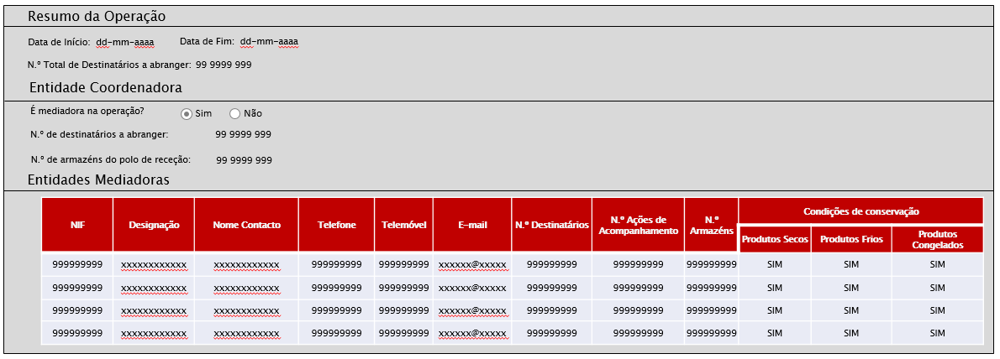 Resumo da Operação
Data de Início: dd-mm-aaaa Data de Fim: dd-mm-aaaa
N.º Total de Destinatários a abranger: 99 9999 999
Entidade Coordenadora
É mediadora na operação? Sim Não
N.º de destinatários a abranger: 99 9999 999
N.º de armazéns do polo de receção: 99 9999 999
Entidades Mediadoras
NIF Designação Nome Contacto Telefone Telemóvel E-mail N.º Destinatários N.º Ações de Acompanhamento N.º Armazéns Condições de conservação
Produtos Secos Produtos Frios Produtos Congelados
999999999 xxxxxxxxxxxx xxxxxxxxxxxx 999999999 999999999 xxxxxx@xxxxx 999999999 999999999 999999999 SIM SIM SIM
999999999 xxxxxxxxxxxx xxxxxxxxxxxx 999999999 999999999 xxxxxx@xxxxx 999999999 999999999 999999999 SIM SIM SIM
999999999 xxxxxxxxxxxx xxxxxxxxxxxx 999999999 999999999 xxxxxx@xxxxx 999999999 999999999 999999999 SIM SIM SIM
999999999 xxxxxxxxxxxx xxxxxxxxxxxx 999999999 999999999 xxxxxx@xxxxx 999999999 999999999 999999999 SIM SIM SIM